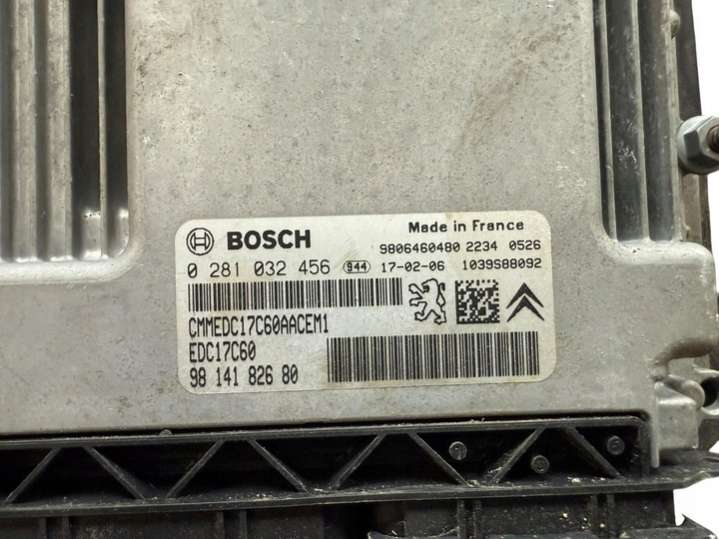 BOSCH
Made in France
9806460480 2234 0526
0 281 032 456 944 17-02-06 1039S88092
CMMEDC17C60AACEM1
EDC17C60
98 141 826 80